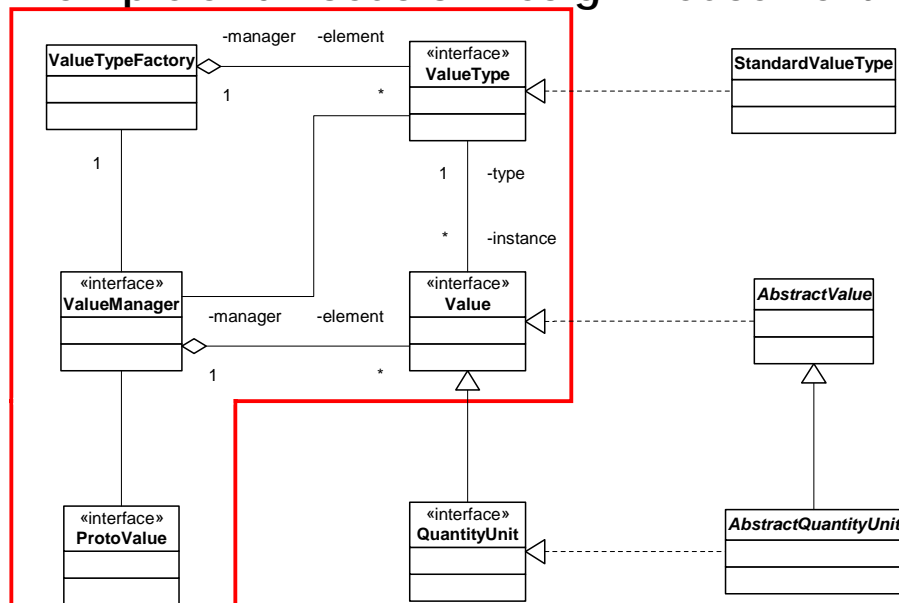 -manager -element
ValueTypeFactory
«interface»
ValueType
StandardValueType
1 *
1
1 -type
* -instance
«interface»
ValueManager
«interface»
Value
AbstractValue
-manager -element
1 *
«interface»
ProtoValue
«interface»
QuantityUnit
AbstractQuantityUnit